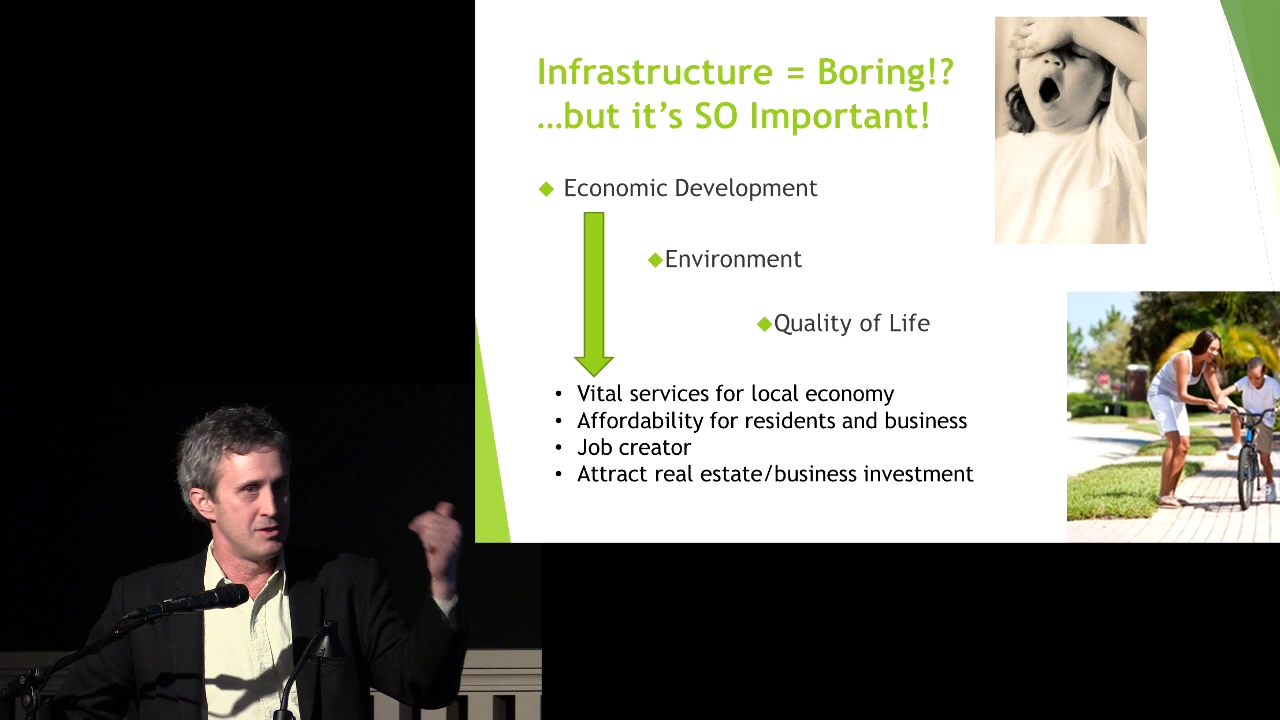 Infrastructure = Boring!?
…but it's SO Important!
Economic Development
Environment
Quality of Life
• Vital services for local economy
• Affordability for residents and business
• Job creator
• Attract real estate/business investment